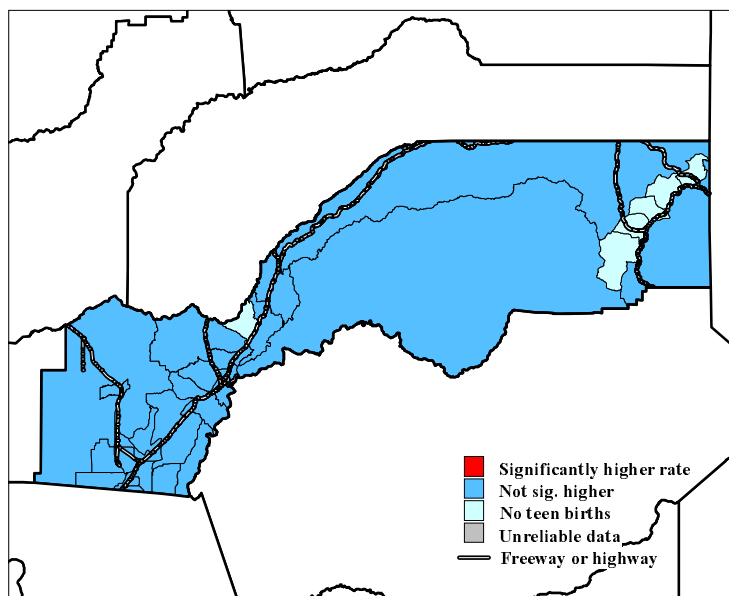 Significantly higher rate
Not sig. higher
No teen births
Unreliable data
Freeway or highway